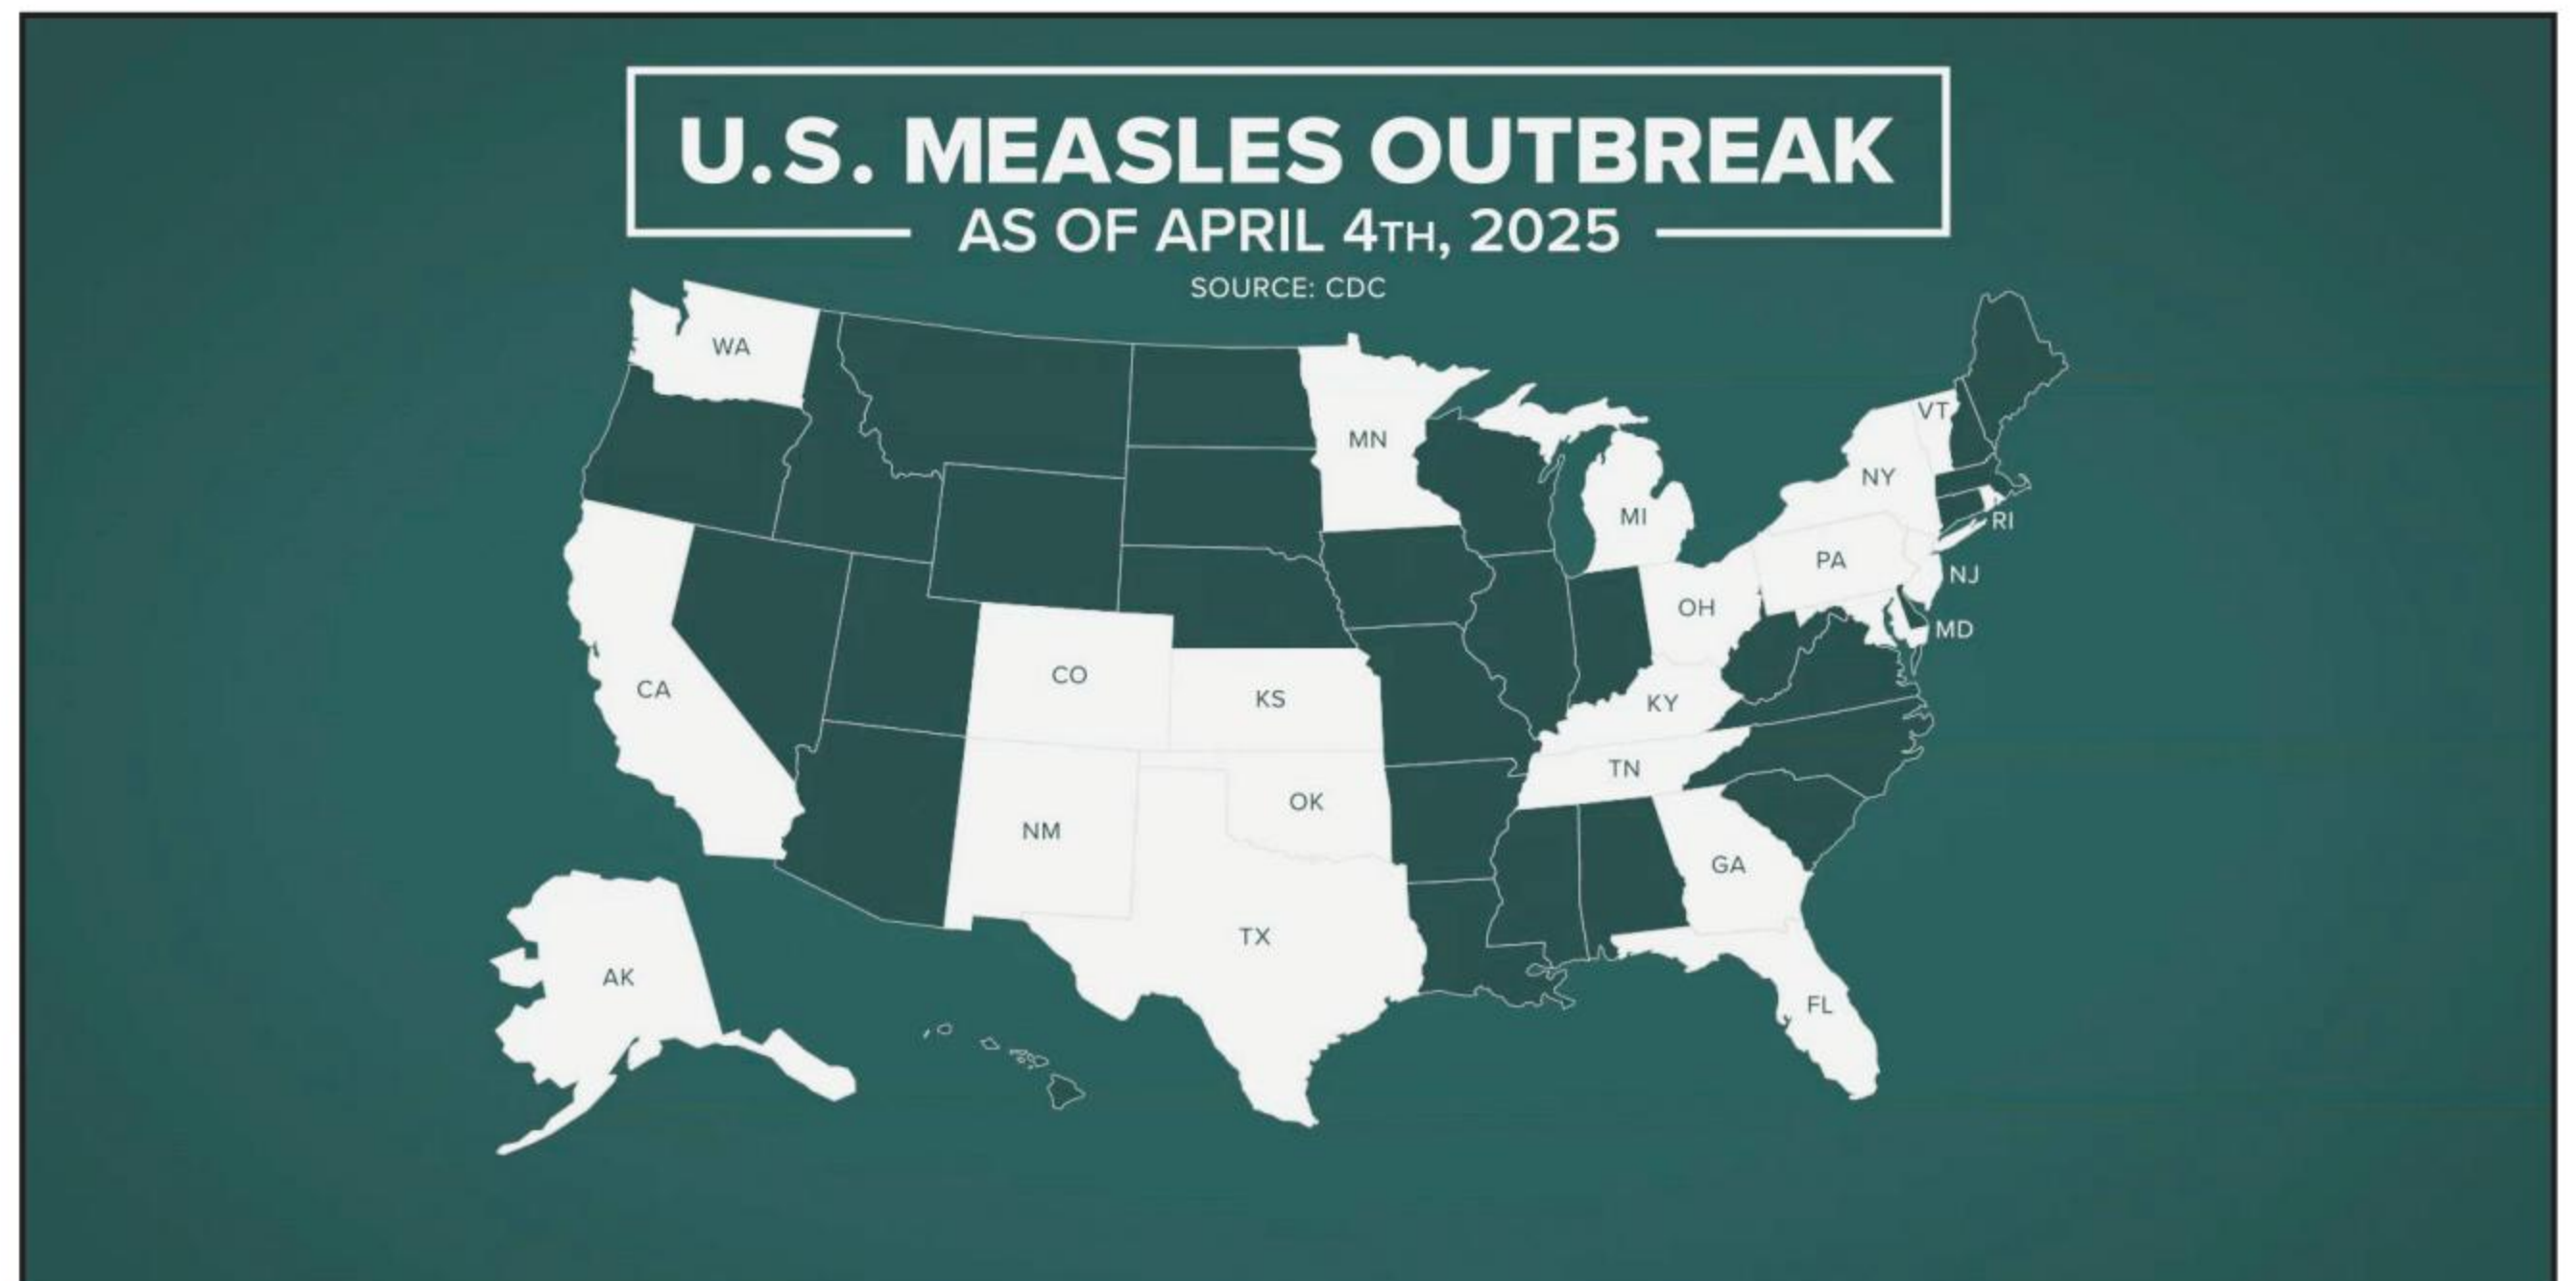 U.S. MEASLES OUTBREAK
AS OF APRIL 4TH, 2025
SOURCE: CDC
WA
VT
MN
NY
MI
RI
PA
NJ
OH
MD
CO
CA
KS
KY
TN
OK
NM
GA
TX
AK
FL